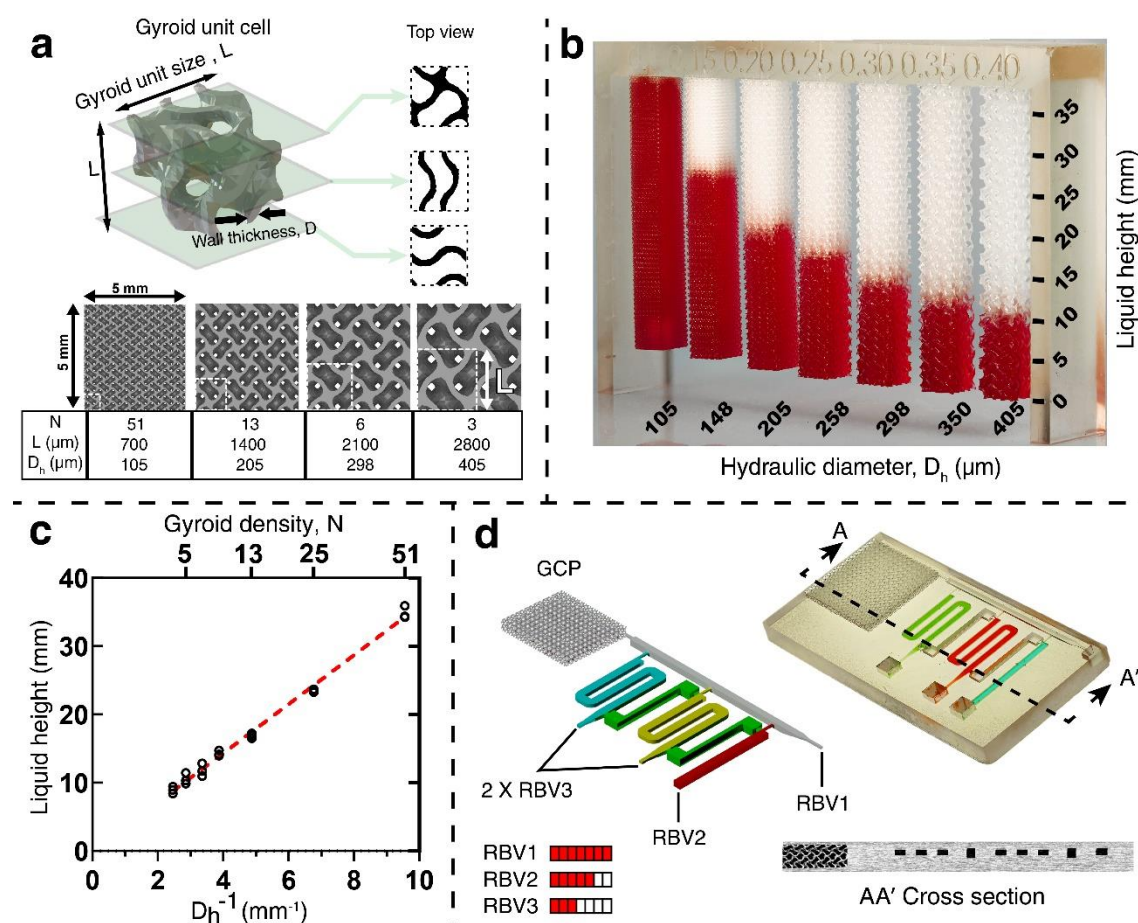 a
Gyroid unit cell
Top view
Gyroid unit size , L
L
Wall thickness, D
5 mm
5 mm
L
N 51 13 6 3
L (µm) 700 1400 2100 2800
Dh (µm) 105 205 298 405
b
0.20 0.25 0.30 0.35 0.40
35
30
25
20
15
10
5
0
Liquid height (mm)
105 148 205 258 298 350 405
Hydraulic diameter, Dh (µm)
c
Gyroid density, N
5 13 25 51
40
30
20
10
0
Liquid height (mm)
0 2 4 6 8 10
Dh-1 (mm-1)
d
GCP
A
A'
2 X RBV3
RBV2
RBV1
RBV1
RBV2
RBV3
AA' Cross section